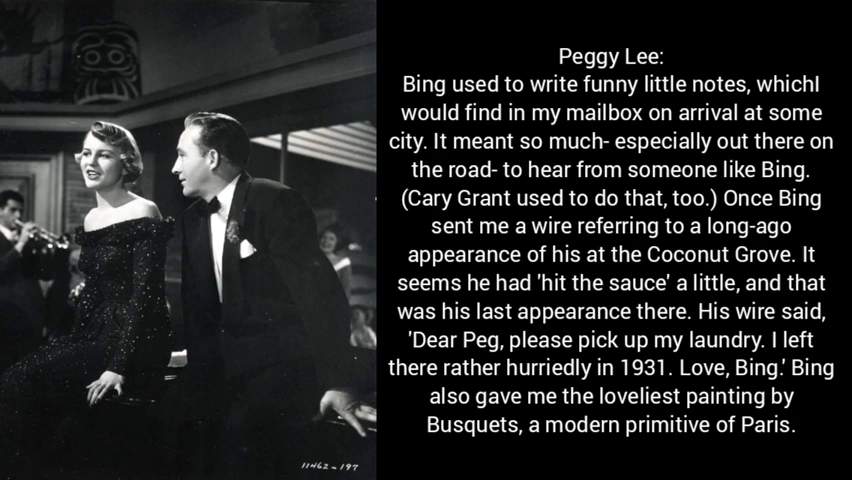 Peggy Lee:
Bing used to write funny little notes, whichI
would find in my mailbox on arrival at some
city. It meant so much- especially out there on
the road- to hear from someone like Bing.
(Cary Grant used to do that, too.) Once Bing
sent me a wire referring to a long-ago
appearance of his at the Coconut Grove. It
seems he had 'hit the sauce' a little, and that
was his last appearance there. His wire said,
'Dear Peg, please pick up my laundry. I left
there rather hurriedly in 1931. Love, Bing.' Bing
also gave me the loveliest painting by
Busquets, a modern primitive of Paris.
11462-197